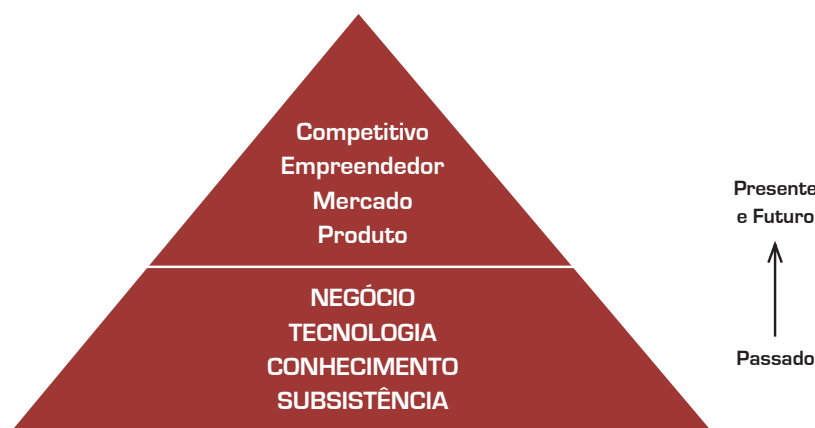 Competitivo
Empreendedor
Mercado
Produto
NEGÓCIO
TECNOLOGIA
CONHECIMENTO
SUBSISTÊNCIA
Presente
e Futuro
Passado